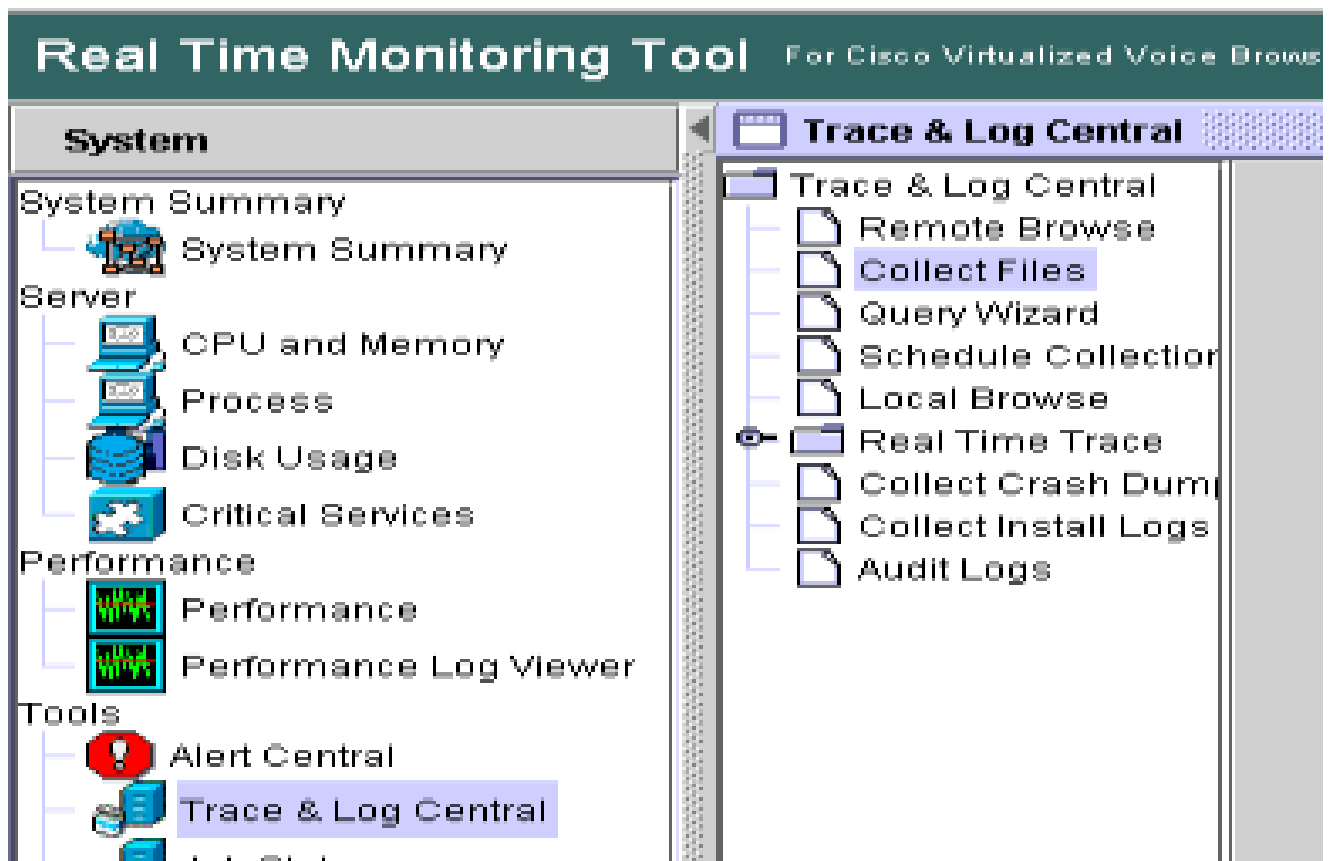 Real Time Monitoring Tool For Cisco Virtualized Voice
System
System Summary
System Summary
Server
CPU and Memory
Process
Disk Usage
Critical Services
Performance
Performance
Performance Log Viewer
Tools
Alert Central
Trace & Log Central
Trace & Log Central
Trace & Log Central
Remote Browse
Collect Files
Query Wizard
Schedule Collection
Local Browse
Real Time Trace
Collect Crash
Collect Install Logs
Audit Logs